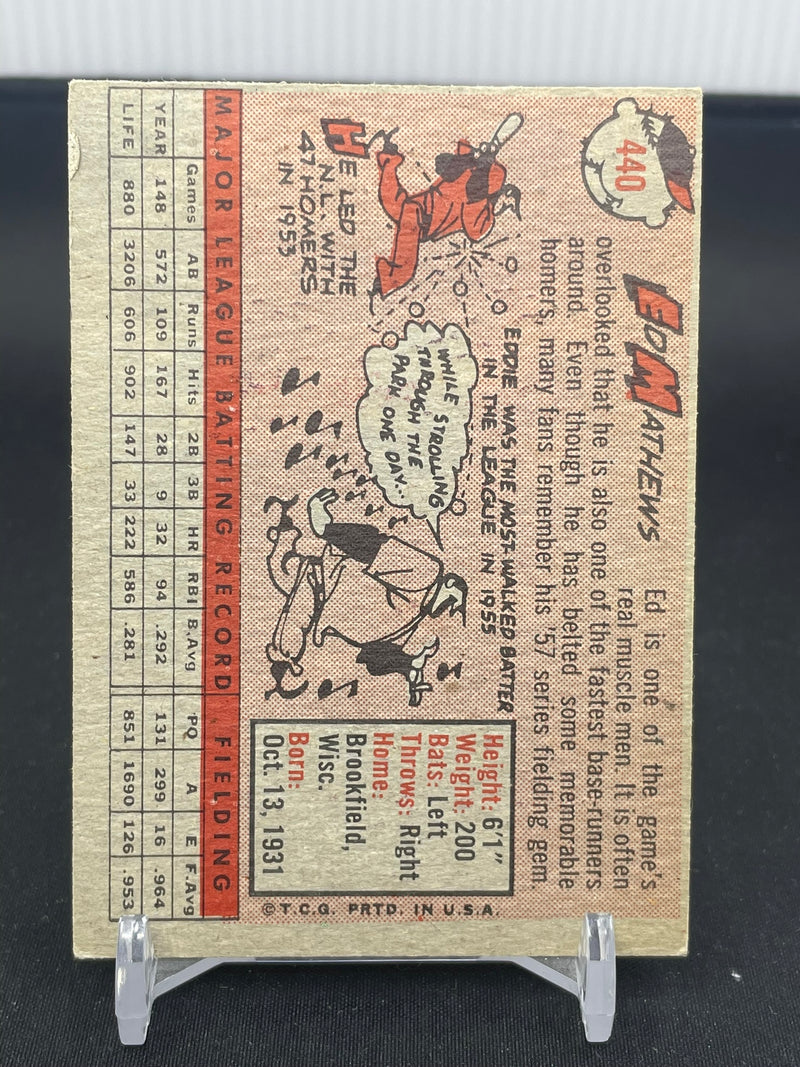 440
ED MATHEWS
Ed is one of the game's
real muscle men. It is often
overlooked that he is also one of the fastest base-runners
around. Even though he has belted some memorable
homers, many fans remember his '57 series fielding gem.
HE LED THE
N.L. WITH
47 HOMERS
IN 1953
EDDIE WAS THE MOST-WALKED BATTER
IN THE LEAGUE IN 1955
WHILE STROLLING
THROUGH THE
PARK ONE DAY...
Height: 6'1"
Weight: 200
Bats: Left
Throws: Right
Home:
Brookfield,
Wisc.
Born:
Oct. 13, 1931
© T.C.G. PRTD. IN U.S.A.
MAJOR LEAGUE BATTING RECORD FIELDING
Games AB Runs Hits 2B 3B HR RBI B.Avg PO A E F.Avg
YEAR 148 572 109 167 28 9 32 94 .292 131 299 16 .964
LIFE 880 3206 606 902 147 33 222 586 .281 851 1690 126 .953